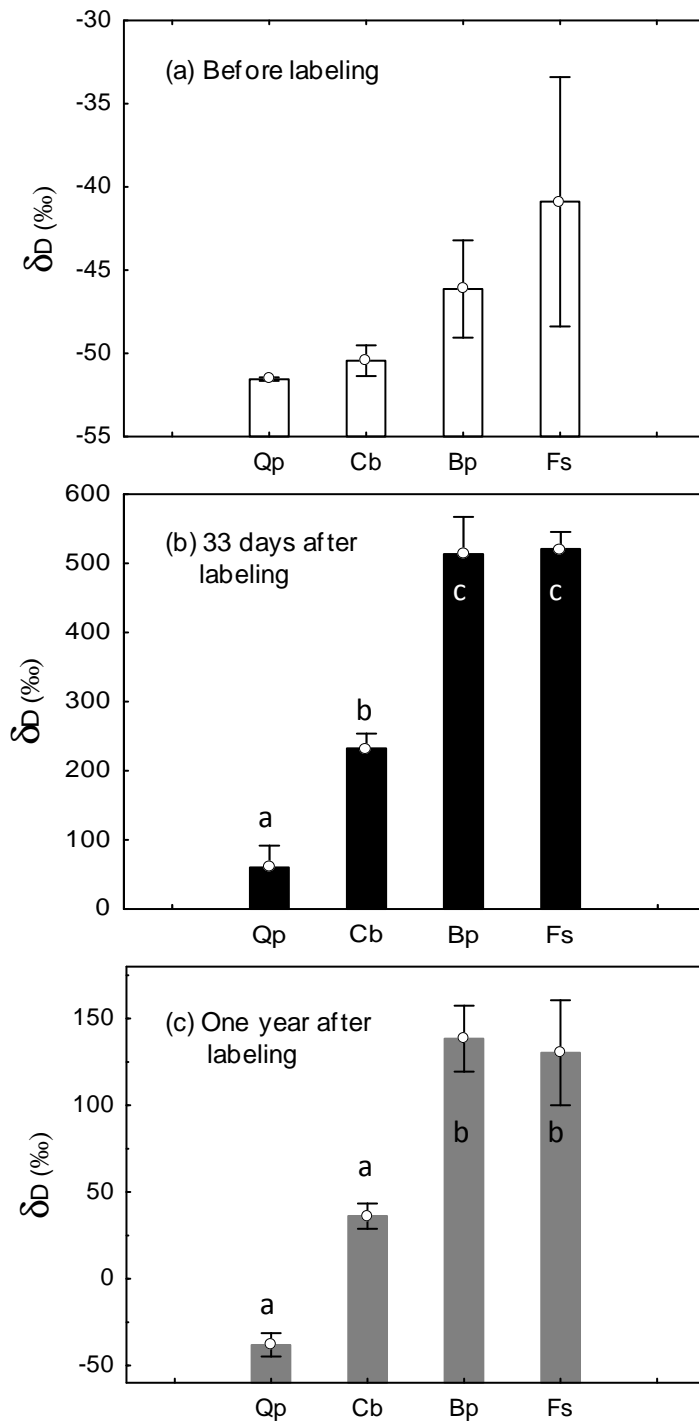 -30
(a) Before labeling
-35
-40
δD (‰)
-45
-50
-55
Qp Cb Bp Fs
600
(b) 33 days after
labeling
500
c c
400
δD (‰)
300
b
200
a
100
0
Qp Cb Bp Fs
150
(c) One year after
labeling
100
b b
δD (‰)
50
a
0
a
-50
Qp Cb Bp Fs